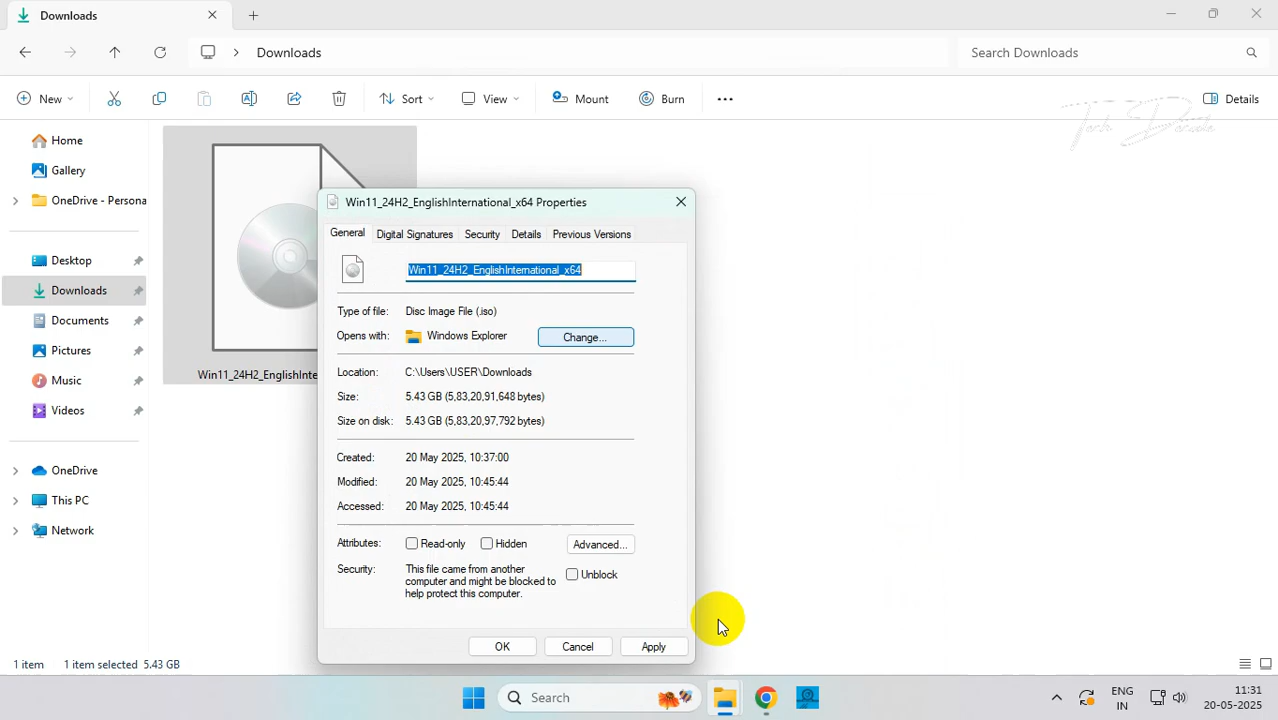 Downloads
Downloads
Search Downloads
New
Sort
View
Mount
Burn
Details
Tech Decode
Home
Gallery
OneDrive - Persona
Desktop
Downloads
Documents
Pictures
Music
Videos
OneDrive
This PC
Network
Win11_24H2_EnglishInte
Win11_24H2_EnglishInternational_x64 Properties
General
Digital Signatures
Security
Details
Previous Versions
Win11_24H2_EnglishInternational_x64
Type of file: Disc Image File (.iso)
Opens with: Windows Explorer
Change...
Location: C:\Users\USER\Downloads
Size: 5.43 GB (5,83,20,91,648 bytes)
Size on disk: 5.43 GB (5,83,20,97,792 bytes)
Created: 20 May 2025, 10:37:00
Modified: 20 May 2025, 10:45:44
Accessed: 20 May 2025, 10:45:44
Attributes: Read-only Hidden Advanced...
Security: This file came from another
computer and might be blocked to
help protect this computer.
Unblock
OK Cancel Apply
1 item 1 item selected 5.43 GB
Search
ENG
IN
11:31
20-05-2025